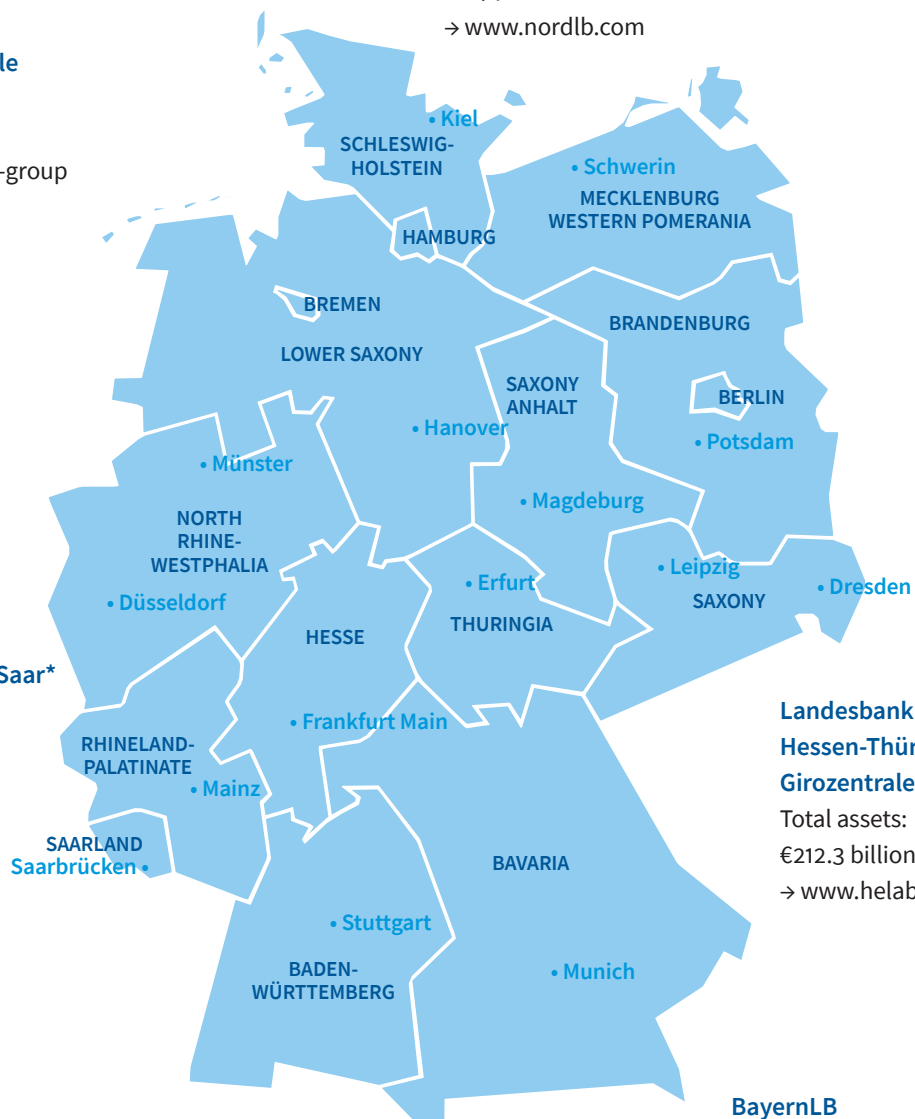 → www.nordlb.com
le
-group
• Kiel
SCHLESWIG-
HOLSTEIN
• Schwerin
MECKLENBURG
WESTERN POMERANIA
HAMBURG
BREMEN
BRANDENBURG
LOWER SAXONY
SAXONY
ANHALT
BERLIN
• Hanover
• Potsdam
• Münster
• Magdeburg
NORTH
RHINE-
WESTPHALIA
• Leipzig
• Erfurt
• Dresden
SAXONY
• Düsseldorf
THURINGIA
HESSE
Saar*
• Frankfurt Main
RHINELAND-
PALATINATE
• Mainz
SAARLAND
Saarbrücken •
BAVARIA
• Stuttgart
BADEN-
WÜRTTEMBERG
• Munich
Landesbank
Hessen-Thür
Girozentrale
Total assets:
€212.3 billion
→ www.helab
BayernLB